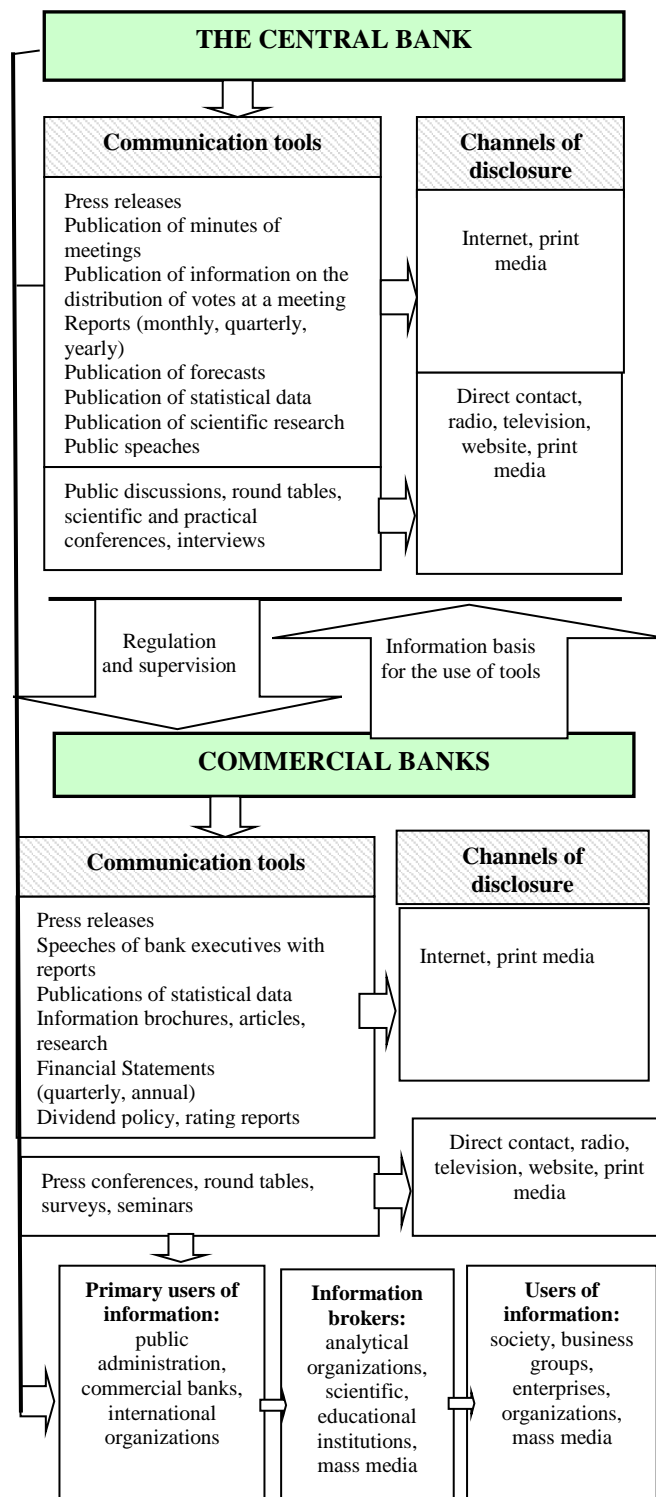 THE CENTRAL BANK
Communication tools
Press releases
Publication of minutes of
meetings
Publication of information on the
distribution of votes at a meeting
Reports (monthly, quarterly,
yearly)
Publication of forecasts
Publication of statistical data
Publication of scientific research
Public speaches
Public discussions, round tables,
scientific and practical
conferences, interviews
Channels of
disclosure
Internet, print
media
Direct contact,
radio, television,
website, print
media
Regulation
and supervision
Information basis
for the use of tools
COMMERCIAL BANKS
Communication tools
Press releases
Speeches of bank executives with
reports
Publications of statistical data
Information brochures, articles,
research
Financial Statements
(quarterly, annual)
Dividend policy, rating reports
Channels of
disclosure
Internet, print media
Press conferences, round tables,
surveys, seminars
Direct contact, radio,
television, website, print
media
Primary users of
information:
public
administration,
commercial banks,
international
organizations
Information
brokers:
analytical
organizations,
scientific,
educational
institutions,
mass media
Users of
information:
society, business
groups,
enterprises,
organizations,
mass media